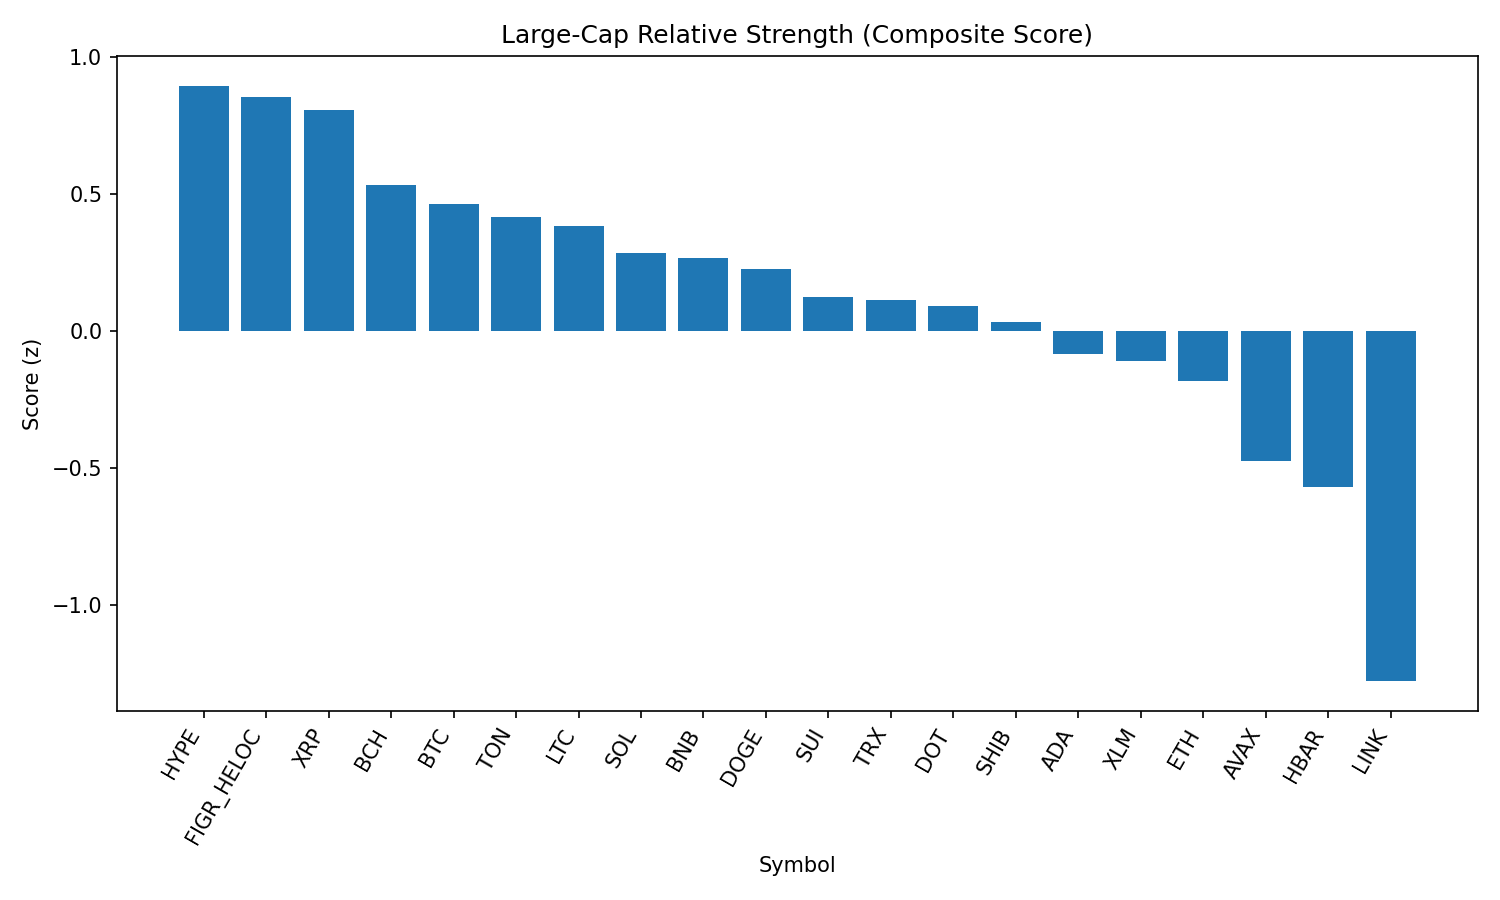 Large-Cap Relative Strength (Composite Score)
Score (z)
1.0
0.5
0.0
−0.5
−1.0
HYPE
FIGR_HELOC
XRP
BCH
BTC
TON
LTC
SOL
BNB
DOGE
SUI
TRX
DOT
SHIB
ADA
XLM
ETH
AVAX
HBAR
LINK
Symbol